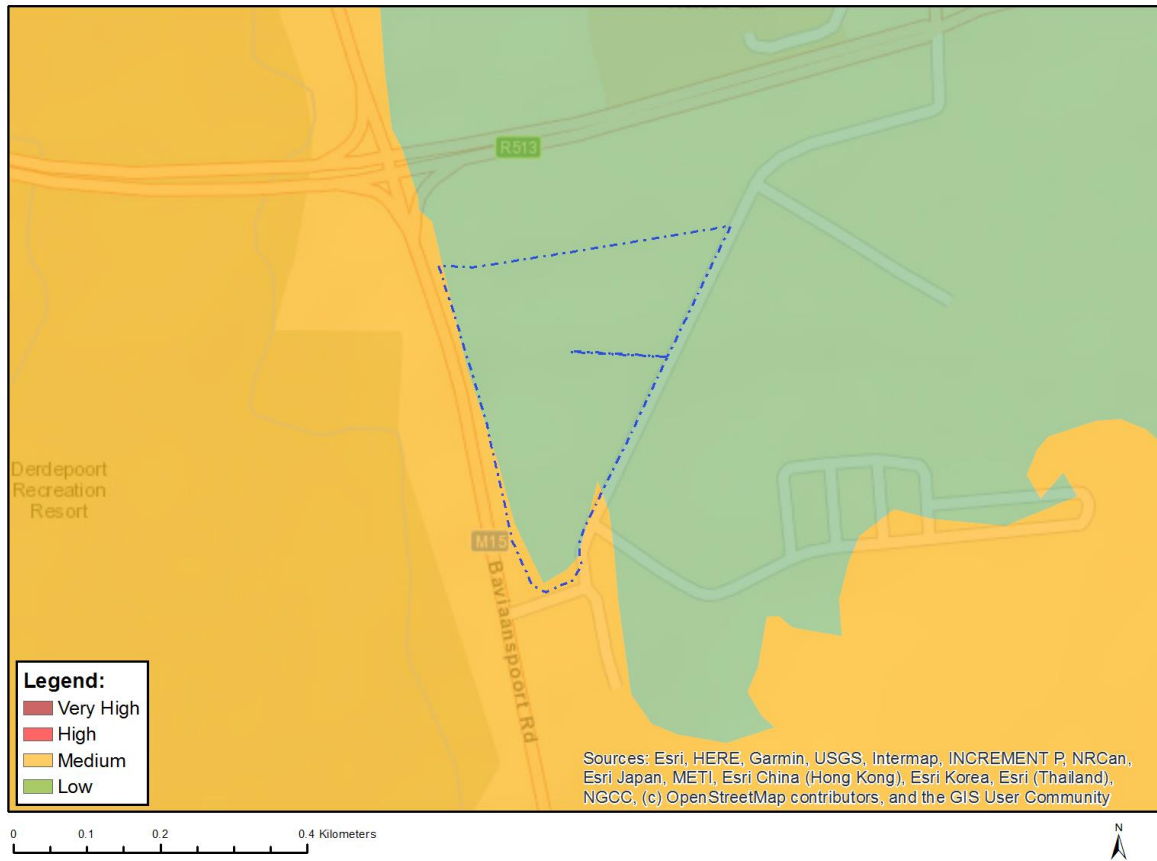 R513
Derdepoort
Recreation
Resort
M15
Baviaanspoort Rd
Legend:
Very High
High
Medium
Low
Sources: Esri, HERE, Garmin, USGS, Intermap, INCREMENT P, NRCan,
Esri Japan, METI, Esri China (Hong Kong), Esri Korea, Esri (Thailand),
NGCC, (c) OpenStreetMap contributors, and the GIS User Community
0 0.1 0.2 0.4 Kilometers
N